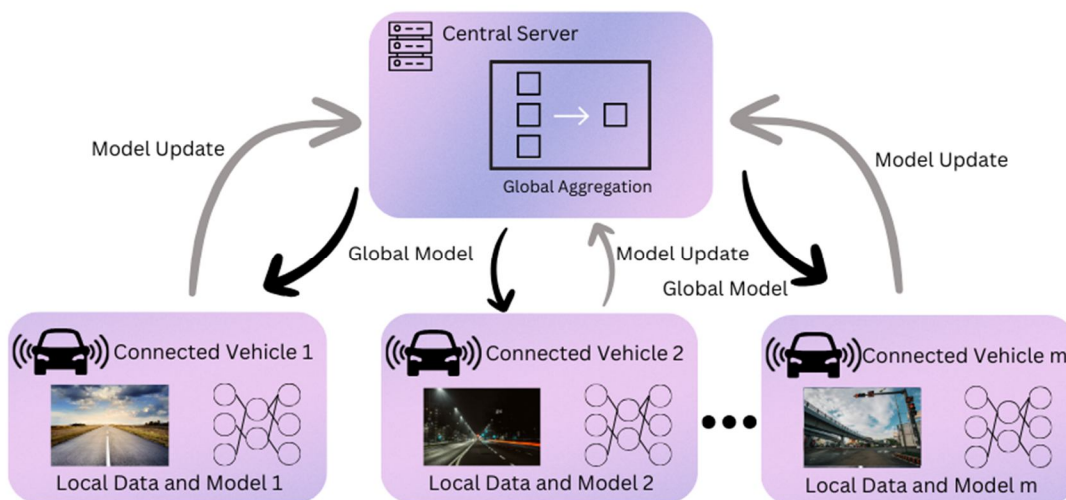 Central Server
Global Aggregation
Model Update
Model Update
Global Model
Model Update
Global Model
Connected Vehicle 1
Local Data and Model 1
Connected Vehicle 2
Local Data and Model 2
Connected Vehicle m
Local Data and Model m